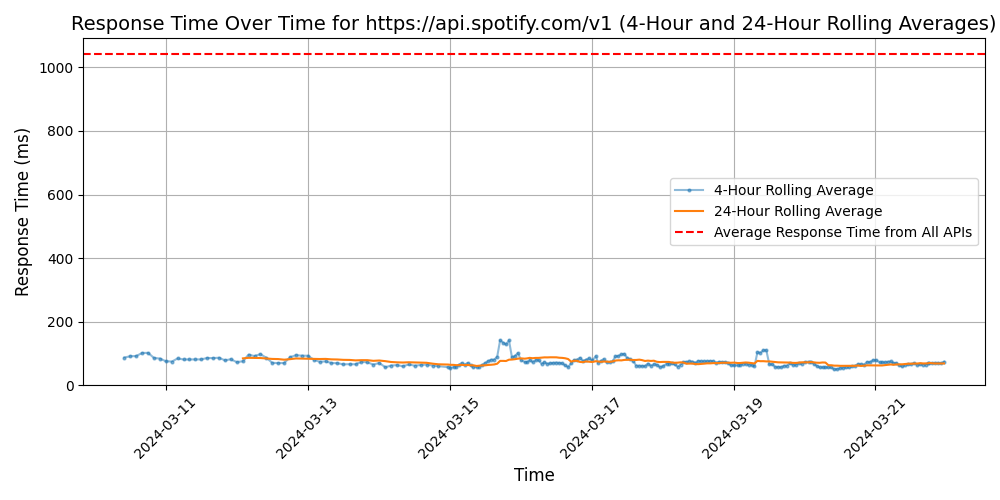 Response Time Over Time for https://api.spotify.com/v1 (4-Hour and 24-Hour Rolling Averages)
Response Time (ms)
1000
800
600
400
200
0
4-Hour Rolling Average
24-Hour Rolling Average
Average Response Time from All APIs
2024-03-11
2024-03-13
2024-03-15
2024-03-17
2024-03-19
2024-03-21
Time